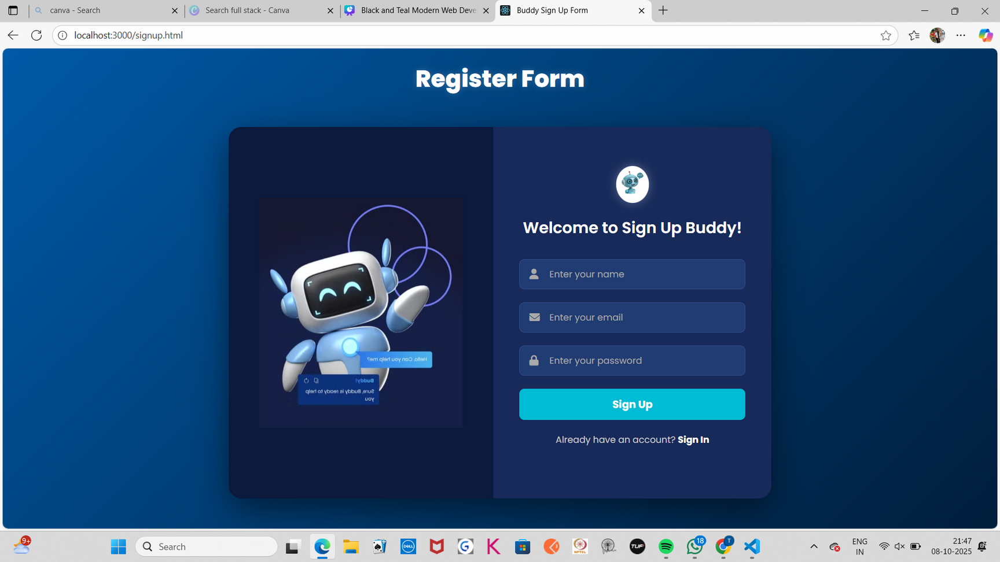 canva - Search
Search full stack - Canva
Black and Teal Modern Web Deve
Buddy Sign Up Form
localhost:3000/signup.html
Register Form
Welcome to Sign Up Buddy!
Enter your name
Enter your email
Enter your password
Sign Up
Already have an account? Sign In
Hello, Can you help me?
Buddy!
Sure, Buddy is ready to help
you
9+
Search
DELL
NPTEL
TUF
18
T
ENG
IN
21:47
08-10-2025